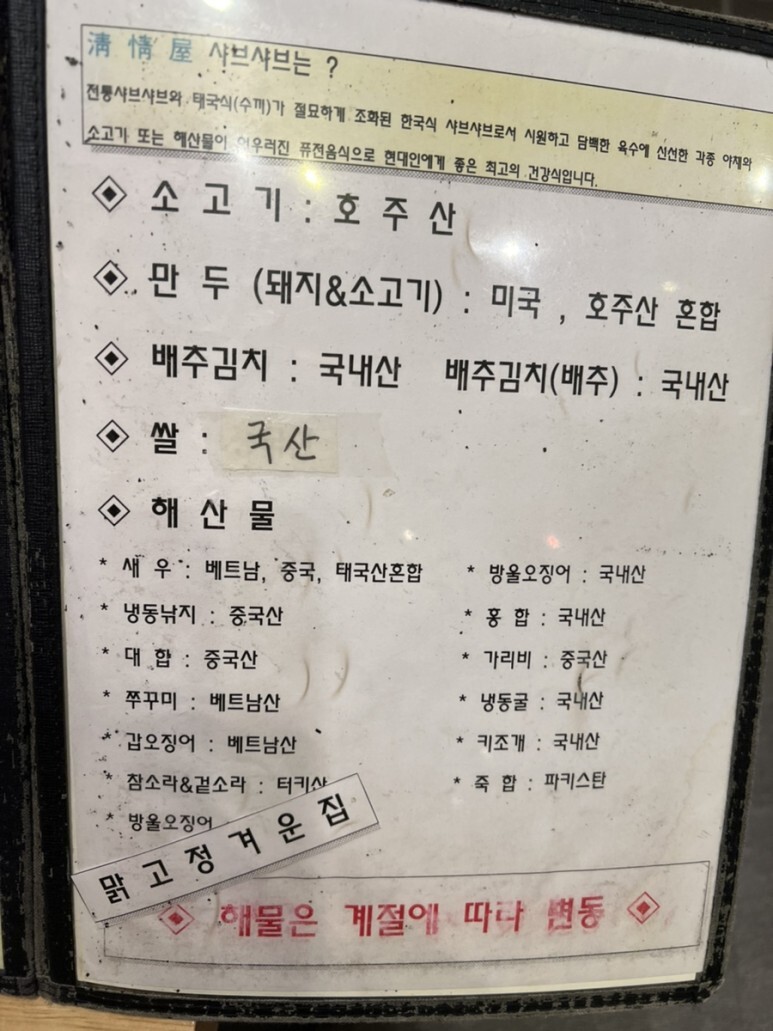 淸情屋 샤브샤브는 ?
전통샤브샤브와 태국식(수끼)가 절묘하게 조화된 한국식 샤브샤브로서 시원하고 담백한 육수에 신선한 각종 야채와
소고기 또는 해산물이 어우러진 퓨전음식으로 현대인에게 좋은 최고의 건강식입니다.
◈ 소 고 기 : 호 주 산
◈ 만 두 (돼지&소고기) : 미국 , 호주산 혼합
◈ 배추김치 : 국내산 배추김치(배추) : 국내산
◈ 쌀 : 국산
◈ 해 산 물
* 새 우 : 베트남, 중국, 태국산혼합 * 방울오징어 : 국내산
* 냉동낚지 : 중국산 * 홍 합 : 국내산
* 대 합 : 중국산 * 가리비 : 중국산
* 쭈꾸미 : 베트남산 * 냉동굴 : 국내산
* 갑오징어 : 베트남산 * 키조개 : 국내산
* 참소라&겉소라 : 터키산 * 죽 합 : 파키스탄
* 방울오징어
맑 고 정 겨 운 집
◈ 해물은 계절에 따라 변동 ◈